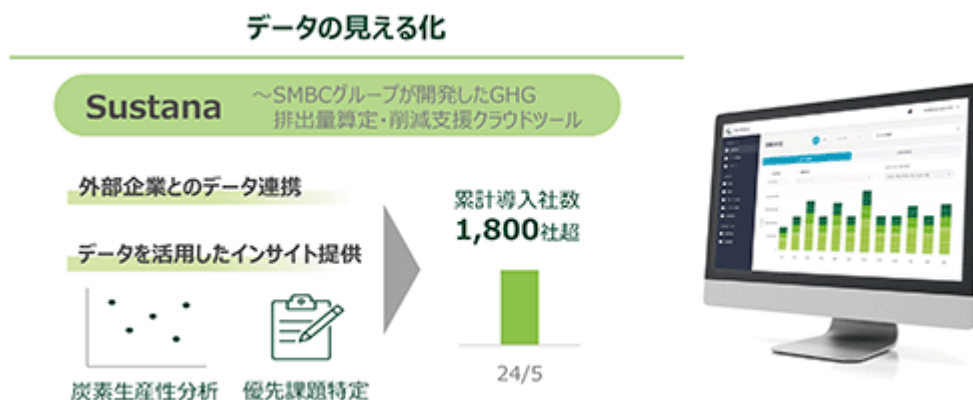 データの見える化
Sustana
～SMBCグループが開発したGHG
排出量算定・削減支援クラウドツール
外部企業とのデータ連携
データを活用したインサイト提供
炭素生産性分析
優先課題特定
累計導入社数
1,800社超
24/5